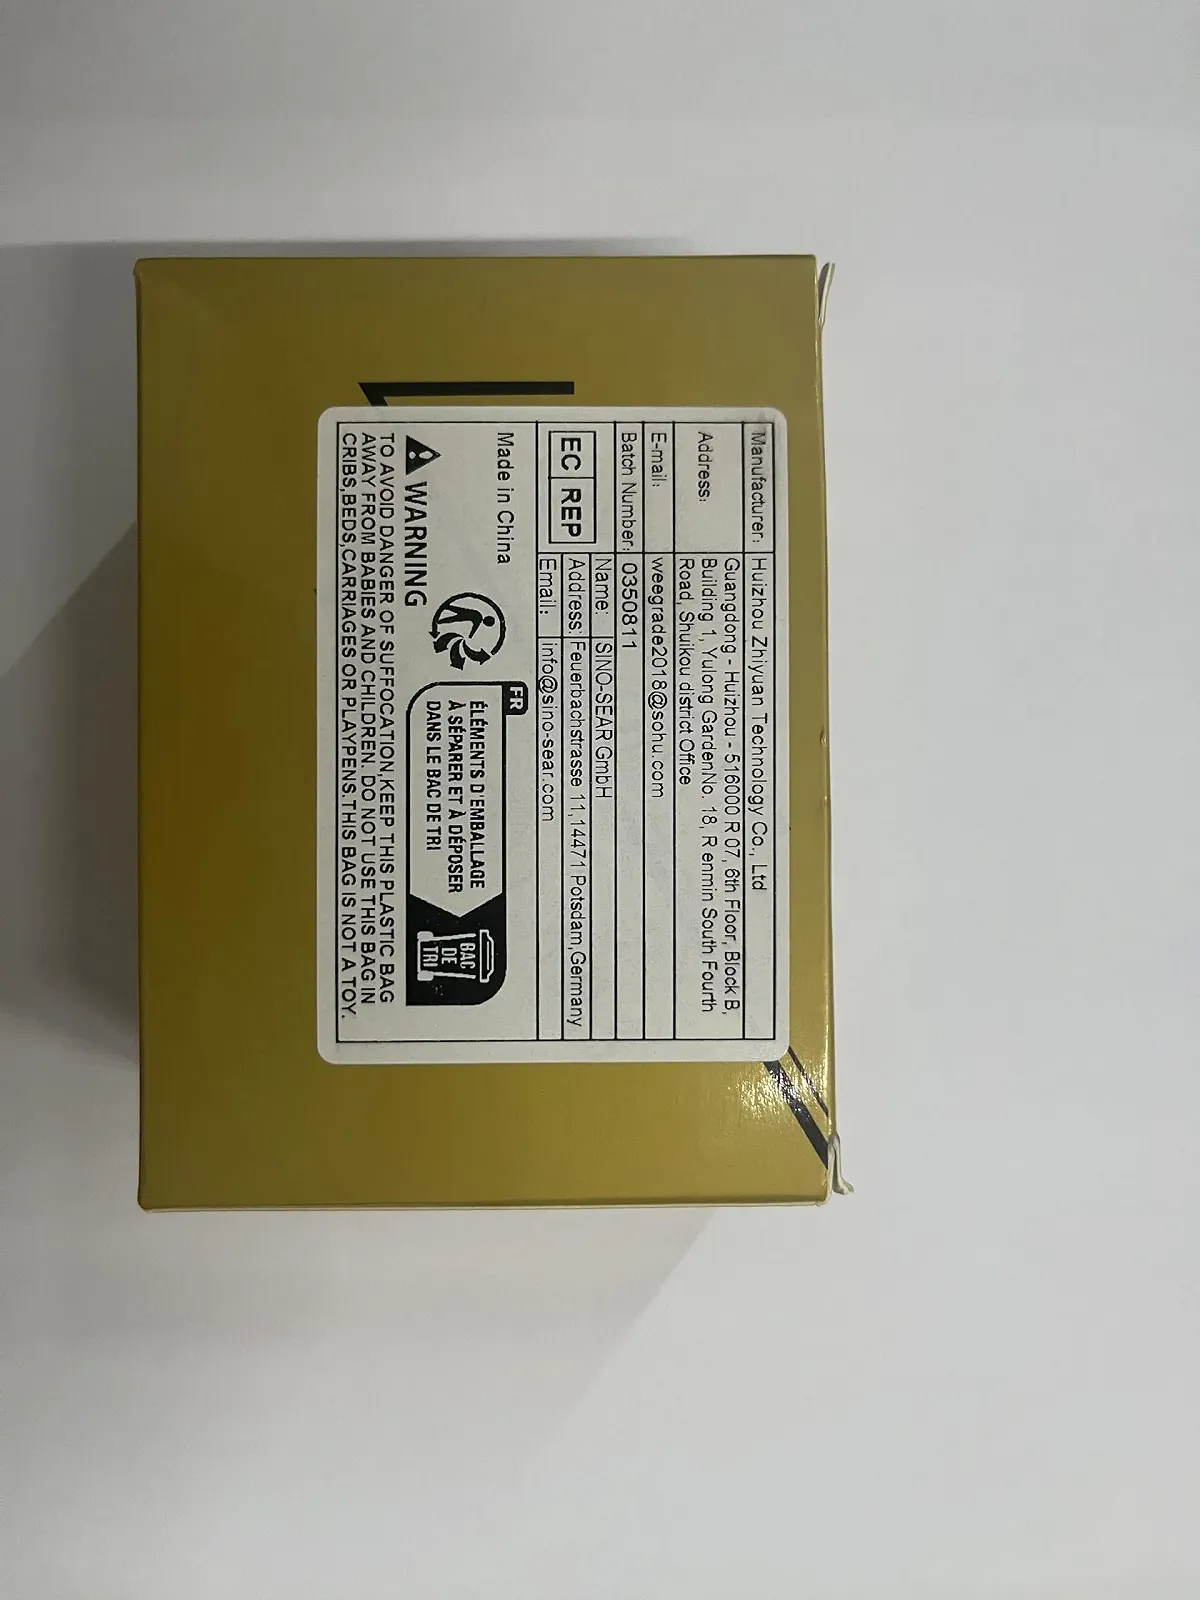 Manufacturer: Huizhou Zhiyuan Technology Co., Ltd
Address: Guangdong - Huizhou - 516000 R 07, 6th Floor, Block B,
Building 1, Yulong GardenNo. 18, Renmin South Fourth
Road, Shuikou district Office
E-mail: weegrade2018@sohu.com
Batch Number: 0350811
EC REP
Name: SINO-SEAR GmbH
Address: Feuerbachstrasse 11,14471 Potsdam,Germany
Email: info@sino-sear.com
Made in China
FR
ÉLÉMENTS D'EMBALLAGE
À SÉPARER ET À DÉPOSER
DANS LE BAC DE TRI
BAC
DE
TRI
WARNING
TO AVOID DANGER OF SUFFOCATION,KEEP THIS PLASTIC BAG
AWAY FROM BABIES AND CHILDREN. DO NOT USE THIS BAG IN
CRIBS,BEDS,CARRIAGES OR PLAYPENS.THIS BAG IS NOT A TOY.